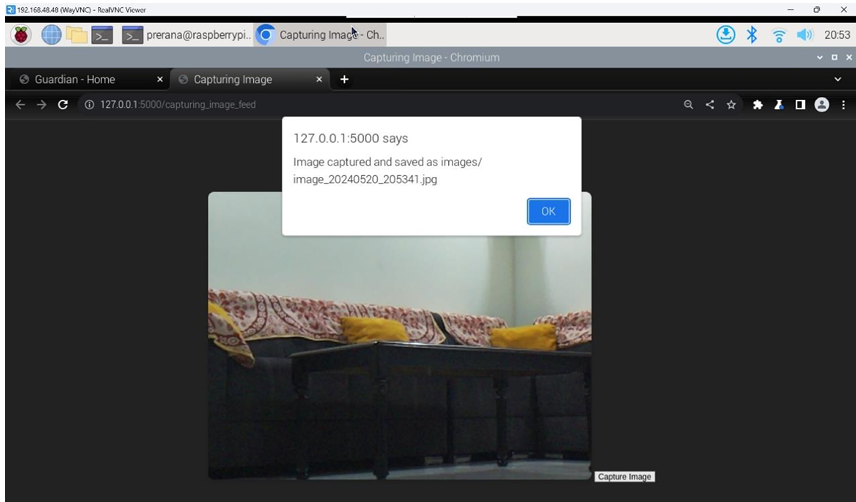 192.168.48.48 (WayVNC) - RealVNC Viewer
prerana@raspberrypi..
Capturing Image - Ch..
20:53
Capturing Image - Chromium
Guardian - Home
Capturing Image
127.0.0.1:5000/capturing_image_feed
127.0.0.1:5000 says
Image captured and saved as images/
image_20240520_205341.jpg
OK
Capture Image